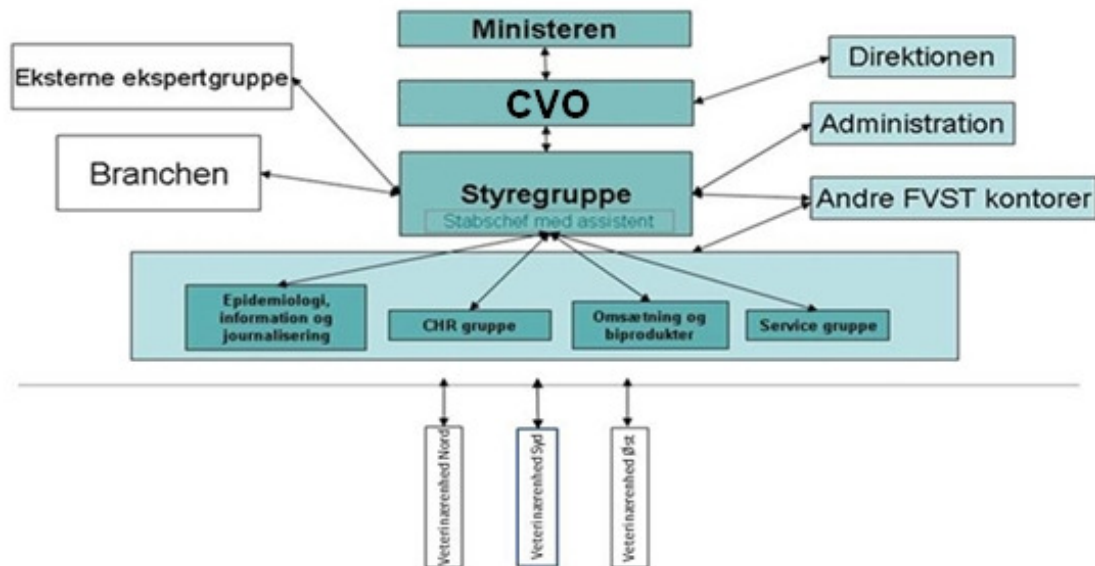 Ministeren
Eksterne ekspertgruppe
Direktionen
CVO
Administration
Branchen
Styregruppe
Stabschef med assistent
Andre FVST kontorer
Epidemiologi,
information og
journalisering
CHR gruppe
Omsætning og
biprodukter
Service gruppe
Veterinærenhed Nord
Veterinærenhed Syd
Veterinærenhed Øst